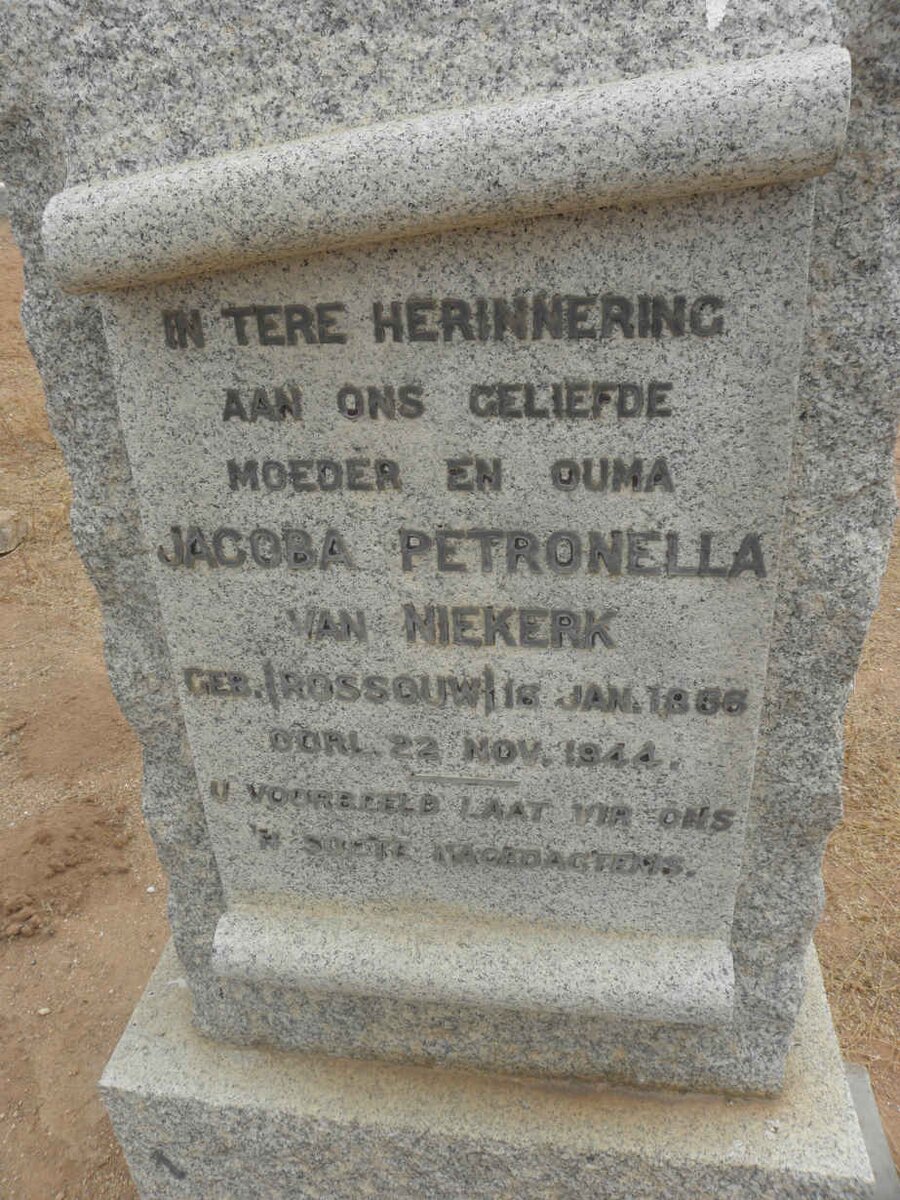 IN TERE HERINNERING
AAN ONS GELIEFDE
MOEDER EN OUMA
JACOBA PETRONELLA
VAN NIEKERK
GEB. (ROSSOUW) 16 JAN. 1866
OORL. 22 NOV. 1944.
U VOORBEELD LAAT VIR ONS
'N SOETE NAGEDAGTENIS.